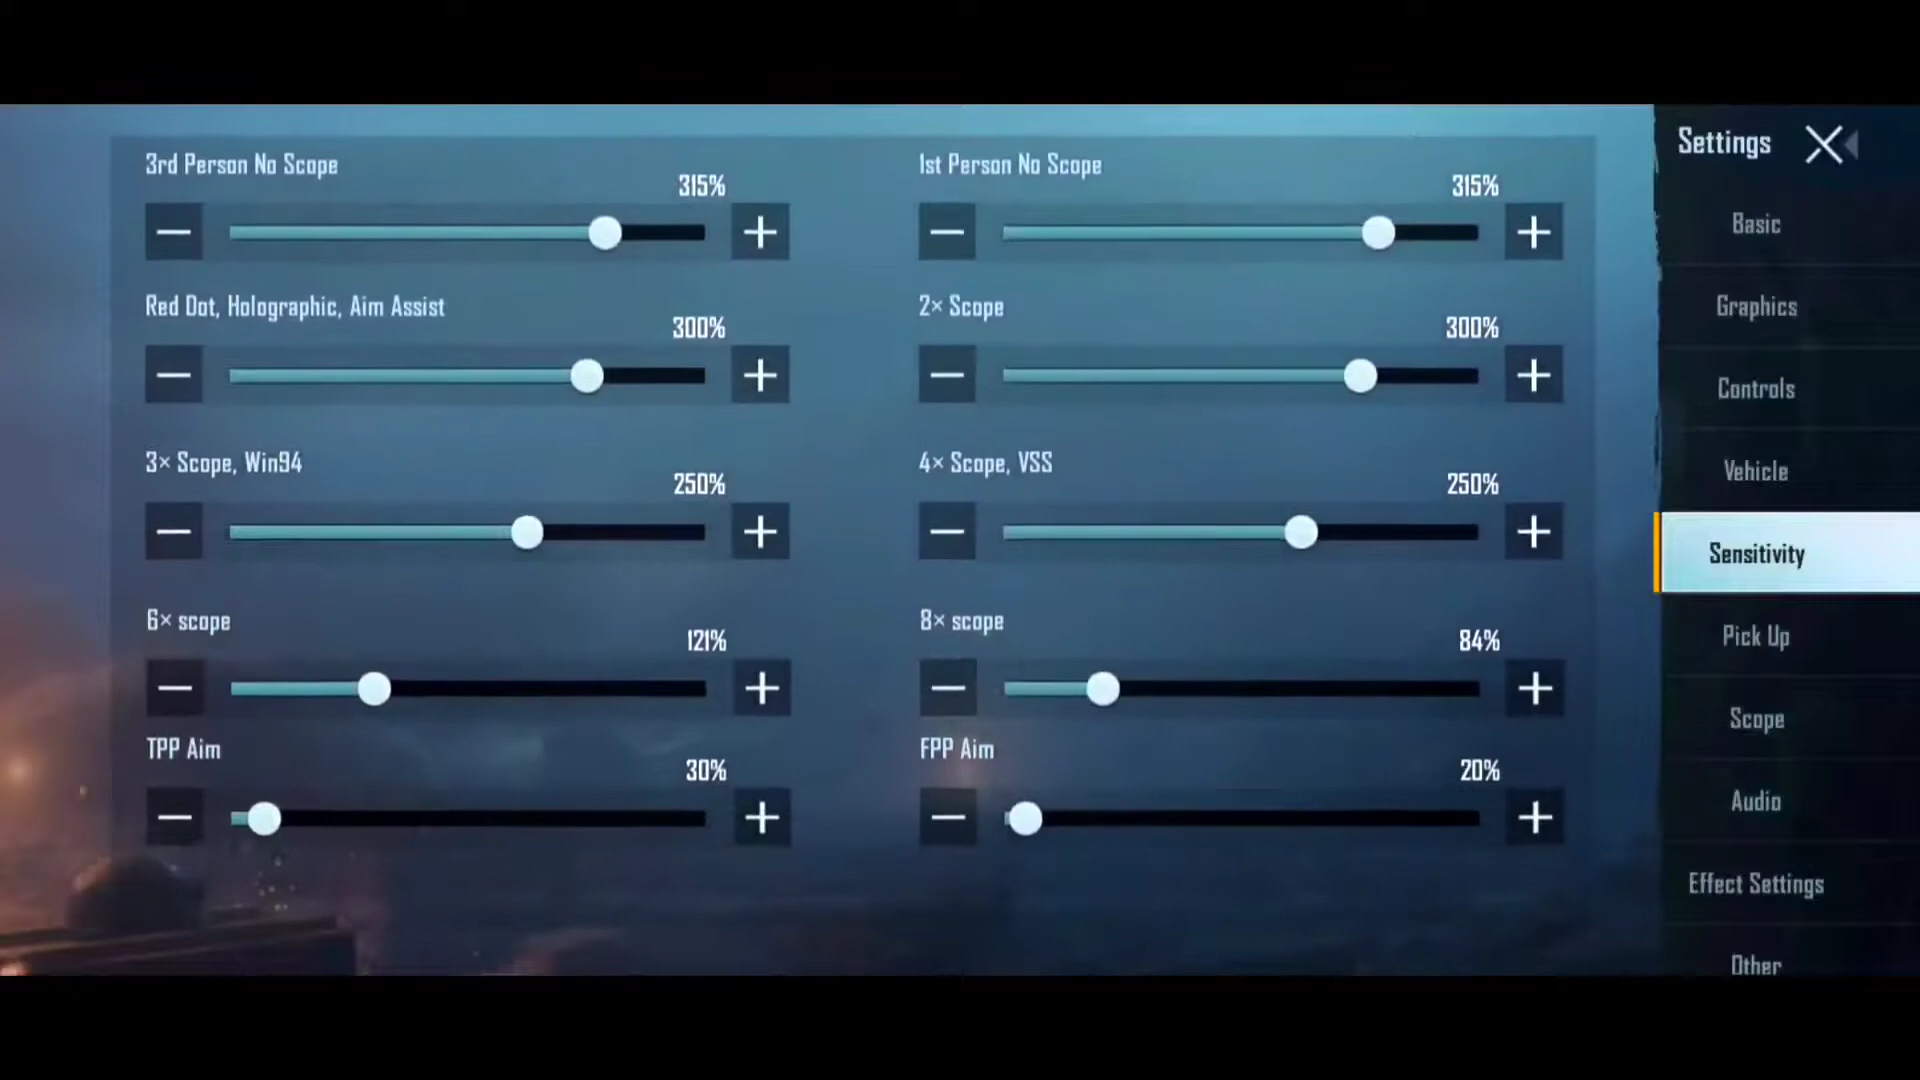 3rd Person No Scope
315%
1st Person No Scope
315%
Red Dot, Holographic, Aim Assist
300%
2× Scope
300%
3× Scope, Win94
250%
4× Scope, VSS
250%
6× scope
121%
8× scope
84%
TPP Aim
30%
FPP Aim
20%
Settings
Basic
Graphics
Controls
Vehicle
Sensitivity
Pick Up
Scope
Audio
Effect Settings
Other